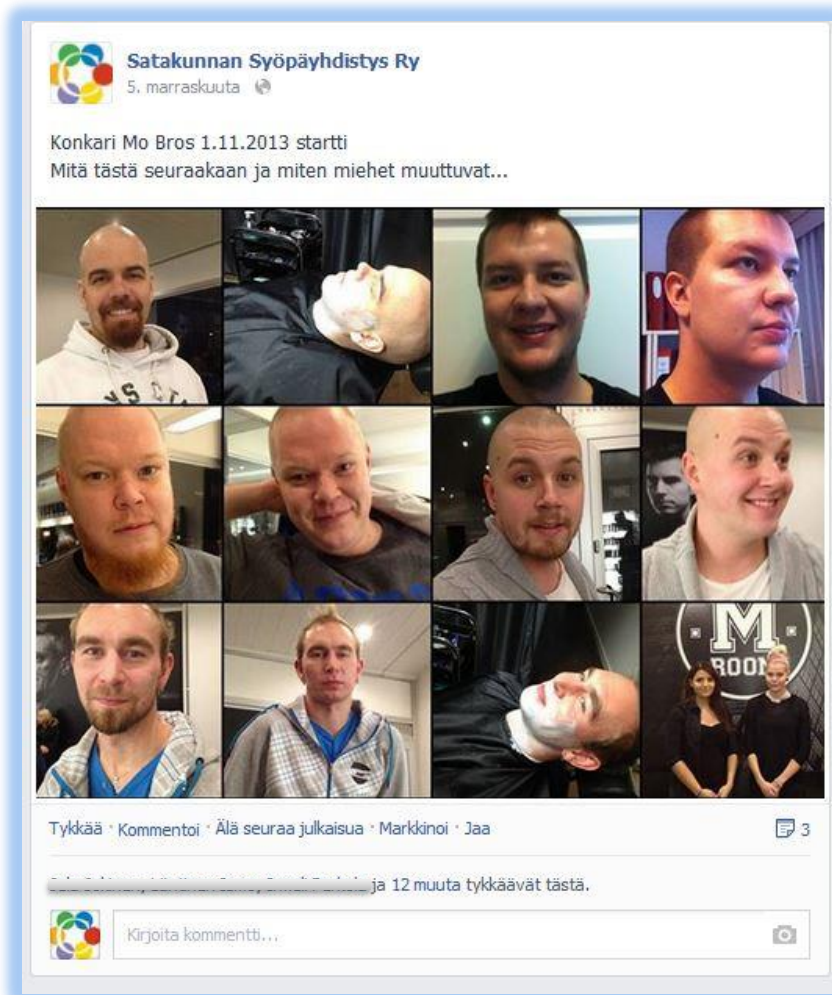 Satakunnan Syöpäyhdistys Ry
5. marraskuuta
Konkari Mo Bros 1.11.2013 startti
Mitä tästä seuraakaan ja miten miehet muuttuvat...
M
ROOM
Tykkää · Kommentoi · Älä seuraa julkaisua · Markkinoi · Jaa
3
ja 12 muuta tykkäävät tästä.
Kirjoita kommentti...